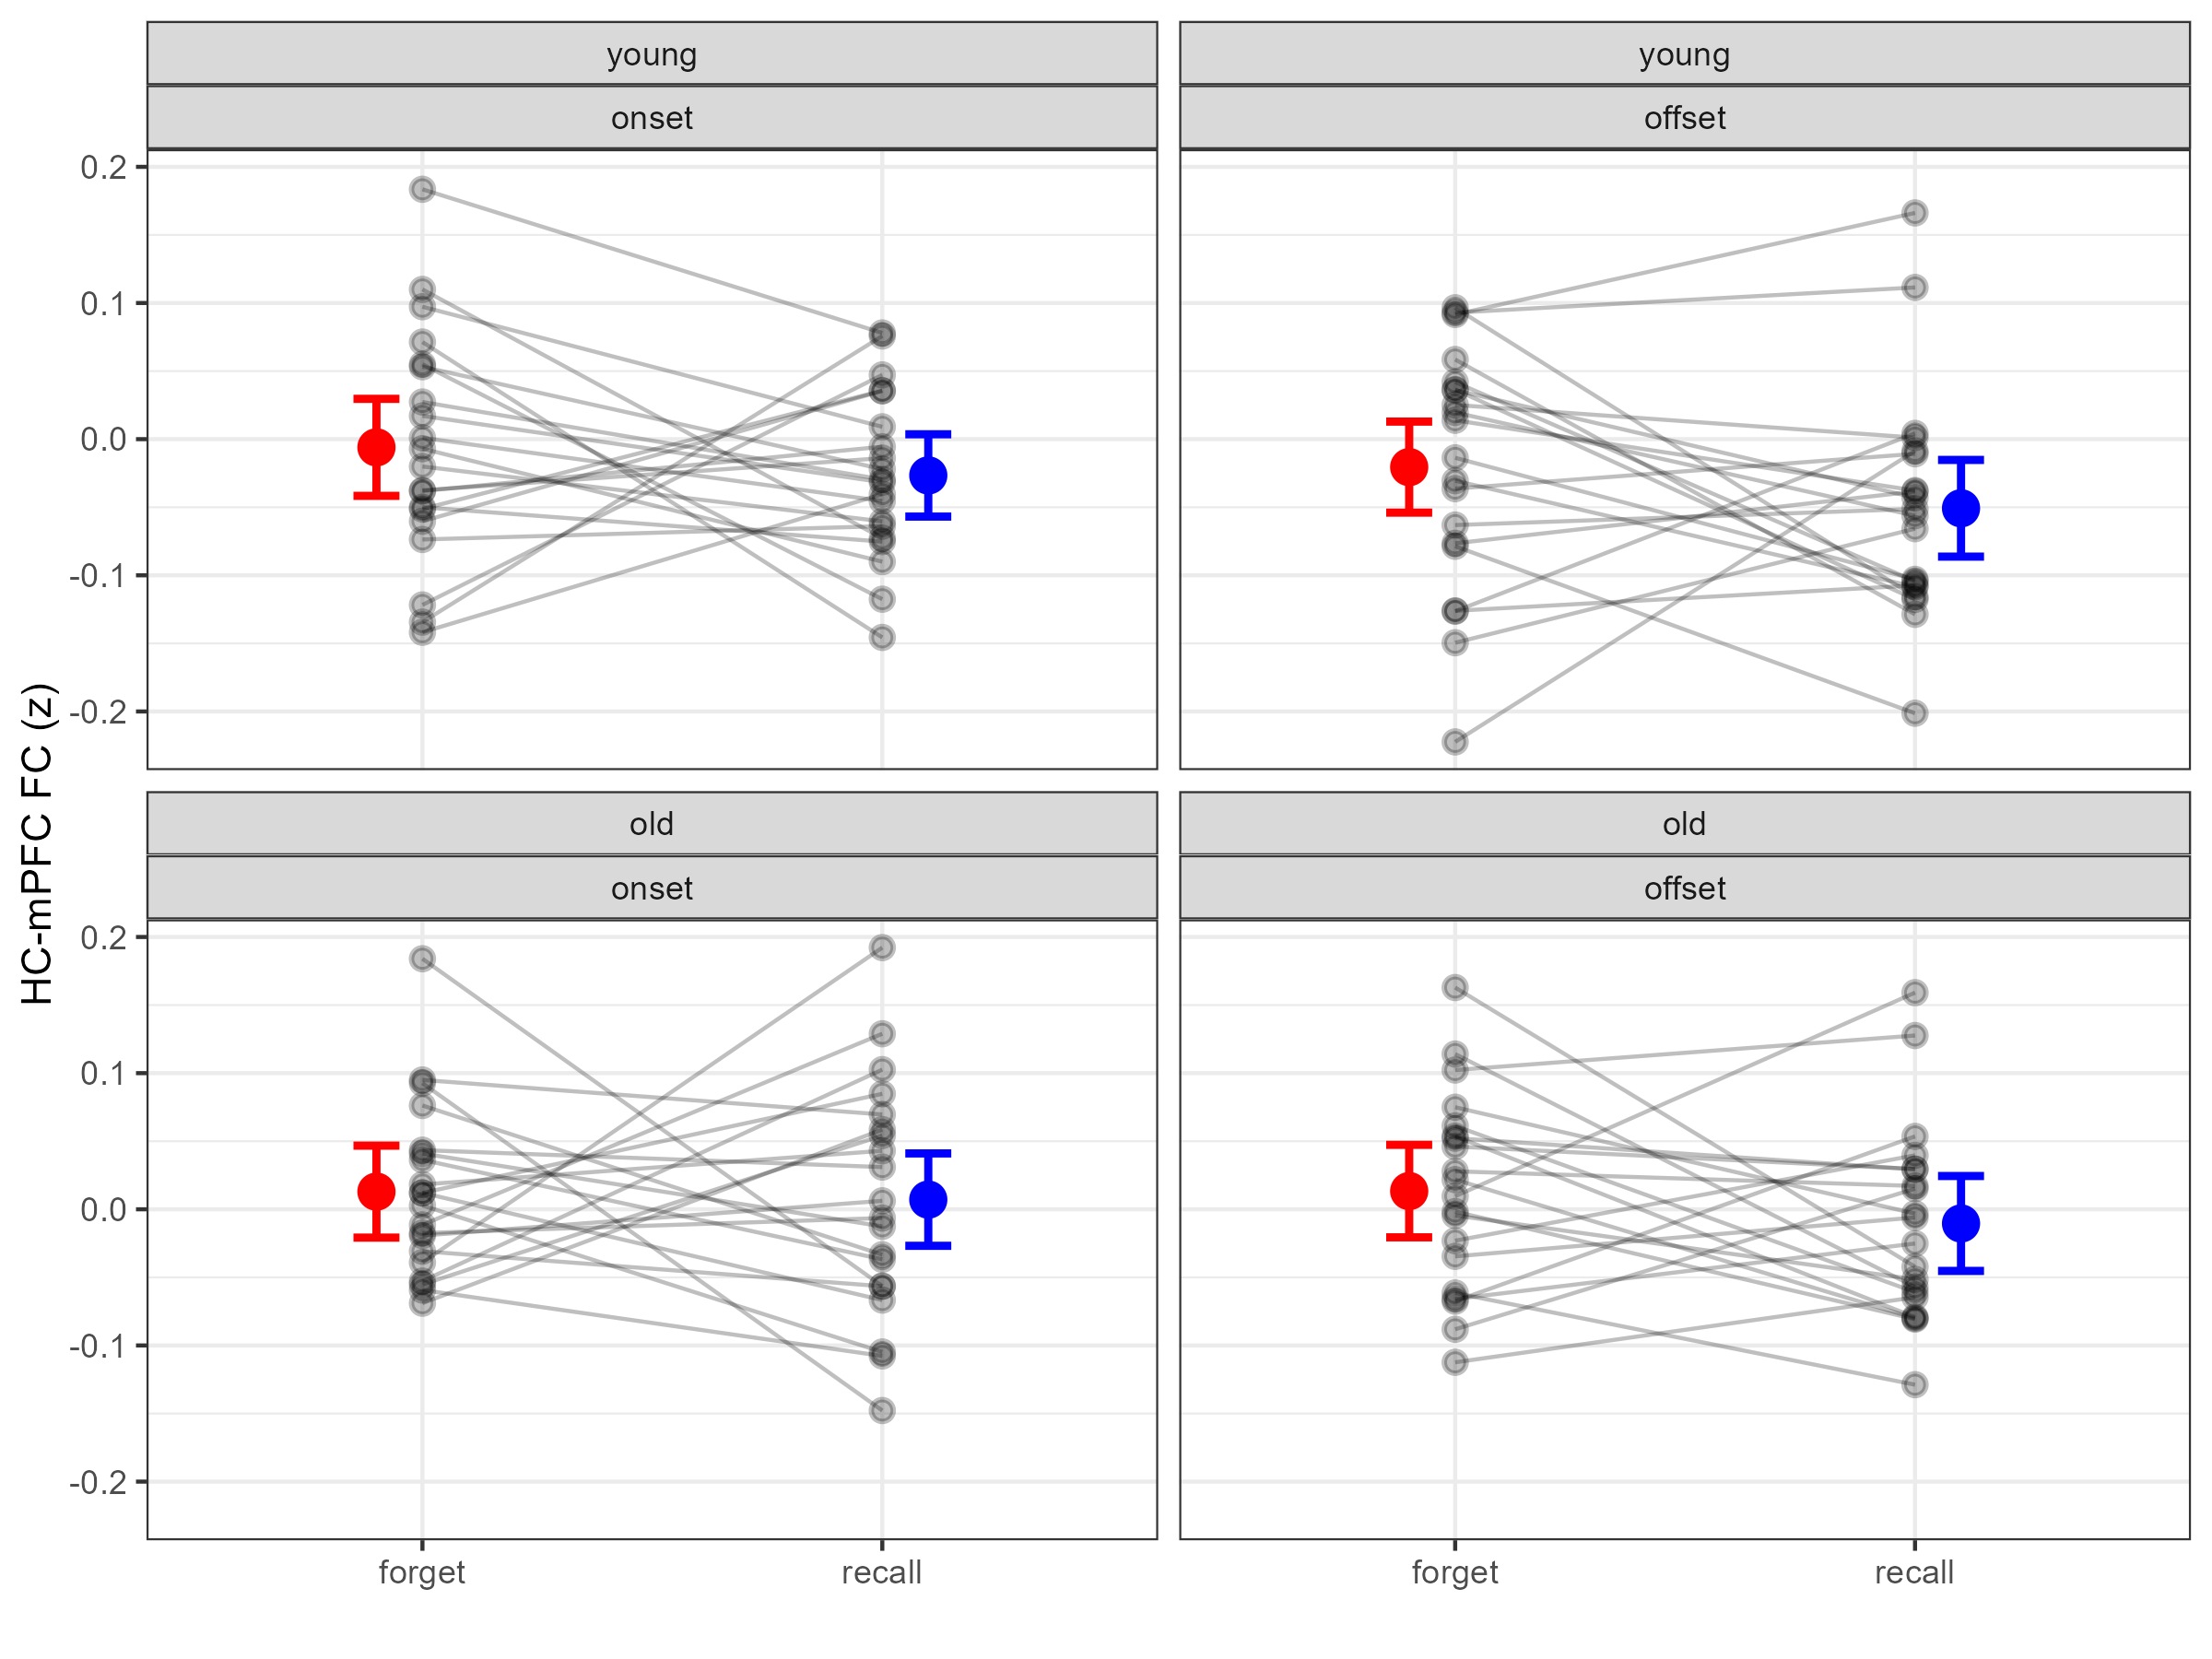 young
young
onset
offset
0.2
0.1
0.0
-0.1
-0.2
HC-mPFC FC (z)
old
old
onset
offset
0.2
0.1
0.0
-0.1
-0.2
forget
recall
forget
recall